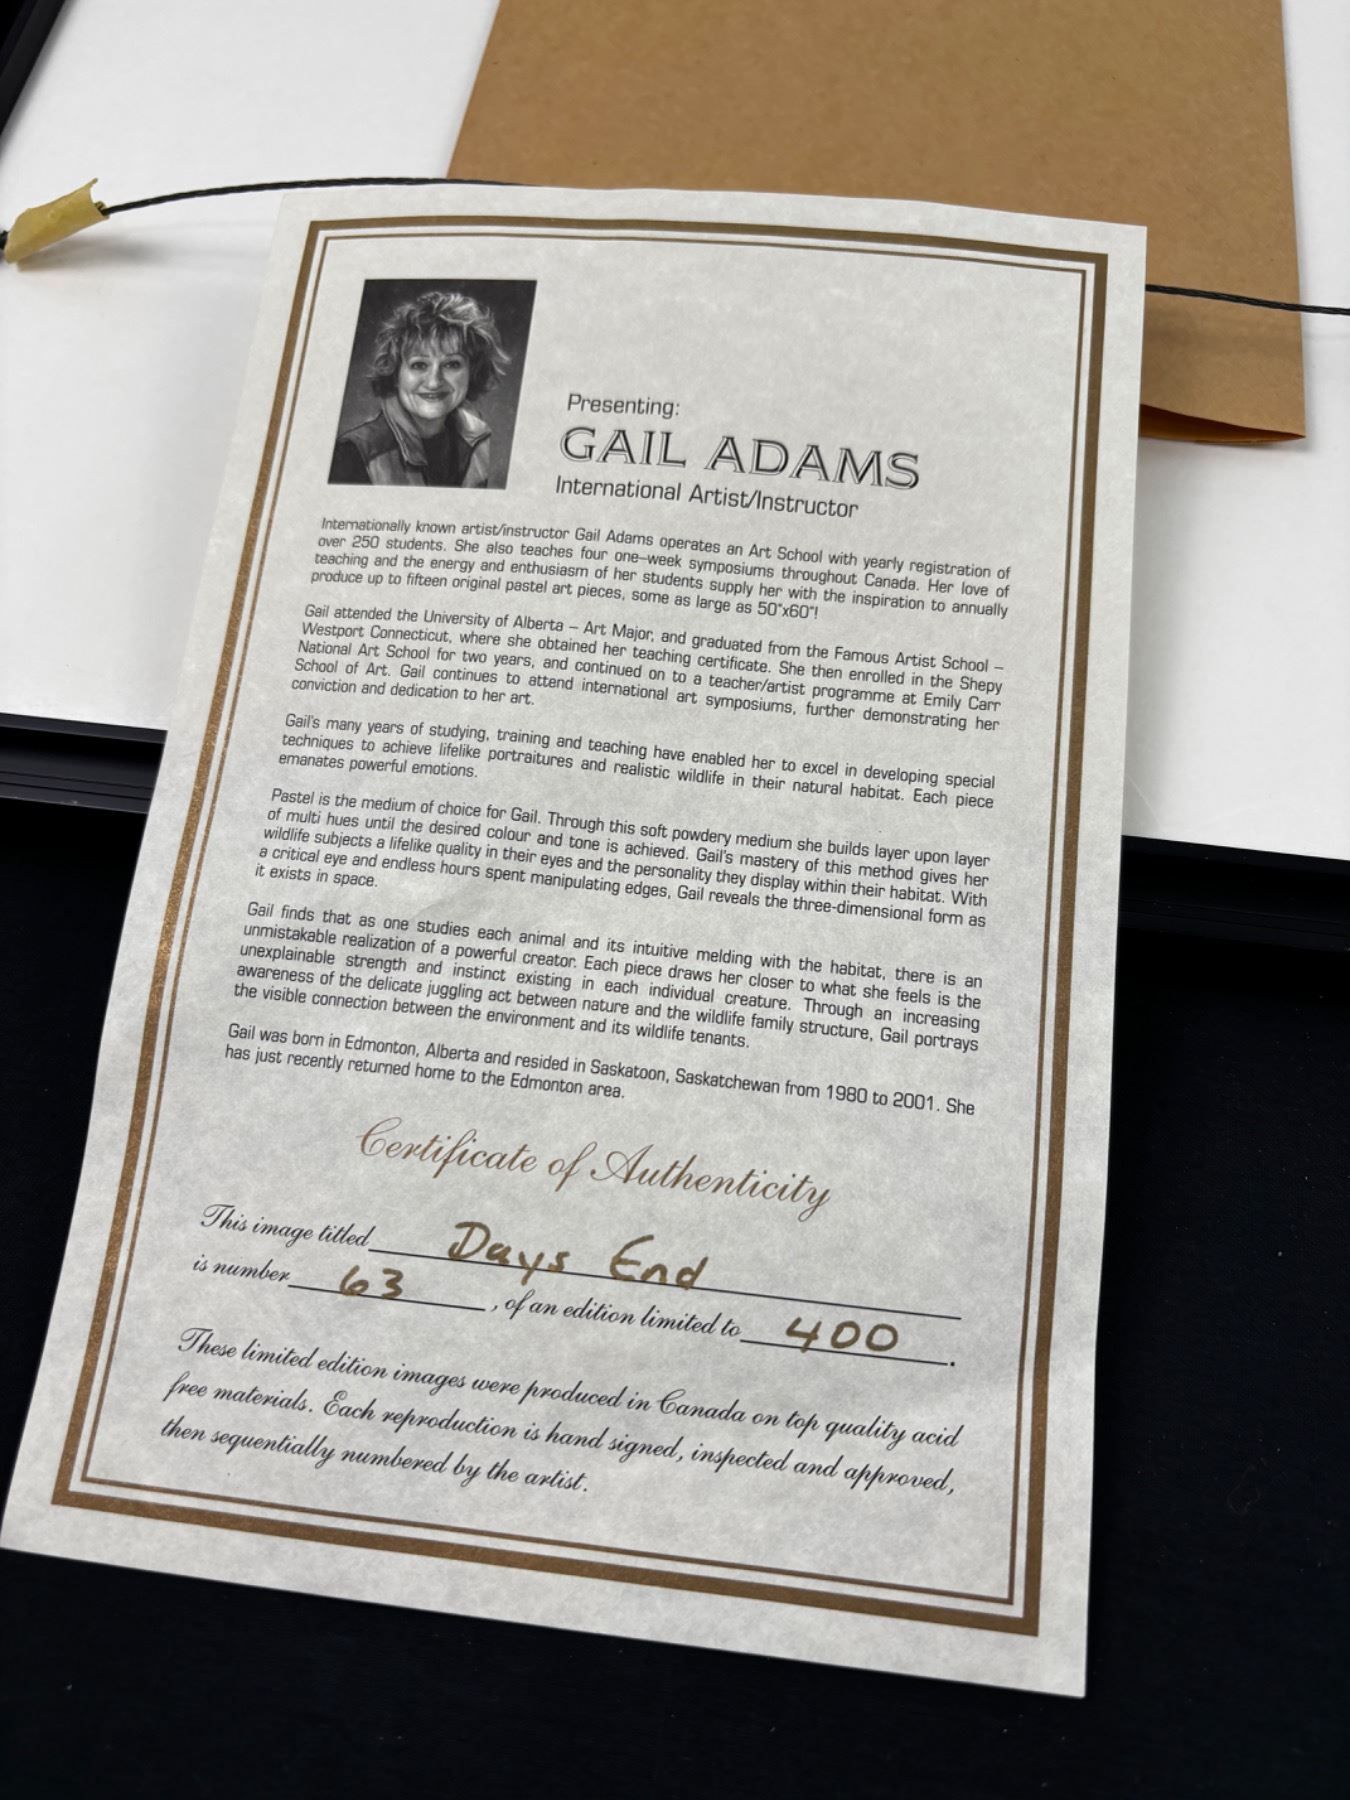 Presenting:
GAIL ADAMS
International Artist/Instructor
Internationally known artist/instructor Gail Adams operates an Art School with yearly registration of
over 250 students. She also teaches four one-week symposiums throughout Canada. Her love of
teaching and the energy and enthusiasm of her students supply her with the inspiration to annually
produce up to fifteen original pastel art pieces, some as large as 50"x60"!
Gail attended the University of Alberta – Art Major, and graduated from the Famous Artist School –
Westport Connecticut, where she obtained her teaching certificate. She then enrolled in the Shepy
National Art School for two years, and continued on to a teacher/artist programme at Emily Carr
School of Art. Gail continues to attend international art symposiums, further demonstrating her
conviction and dedication to her art.
Gail's many years of studying, training and teaching have enabled her to excel in developing special
techniques to achieve lifelike portraitures and realistic wildlife in their natural habitat. Each piece
emanates powerful emotions.
Pastel is the medium of choice for Gail. Through this soft powdery medium she builds layer upon layer
of multi hues until the desired colour and tone is achieved. Gail's mastery of this method gives her
wildlife subjects a lifelike quality in their eyes and the personality they display within their habitat. With
a critical eye and endless hours spent manipulating edges, Gail reveals the three-dimensional form as
it exists in space.
Gail finds that as one studies each animal and its intuitive melding with the habitat, there is an
unmistakable realization of a powerful creator. Each piece draws her closer to what she feels is the
unexplainable strength and instinct existing in each individual creature. Through an increasing
awareness of the delicate juggling act between nature and the wildlife family structure, Gail portrays
the visible connection between the environment and its wildlife tenants.
Gail was born in Edmonton, Alberta and resided in Saskatoon, Saskatchewan from 1980 to 2001. She
has just recently returned home to the Edmonton area.
Certificate of Authenticity
This image titled Days End
is number 63, of an edition limited to 400.
These limited edition images were produced in Canada on top quality acid
free materials. Each reproduction is hand signed, inspected and approved,
then sequentially numbered by the artist.